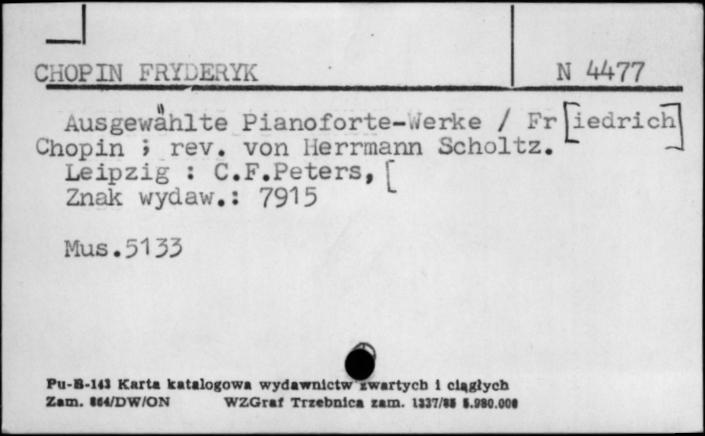 CHOPIN FRYDERYK N 4477
Ausgewählte Pianoforte-Werke / Fr[iedrich]
Chopin ; rev. von Herrmann Scholtz.
Leipzig : C.F.Peters, [
Znak wydaw.: 7915
Mus.5133
Pu-B-143 Karta katalogowa wydawnictw zwartych i ciągłych
Zam. 864/DW/ON WZGraf Trzebnica zam. 1337/85 5.980.000